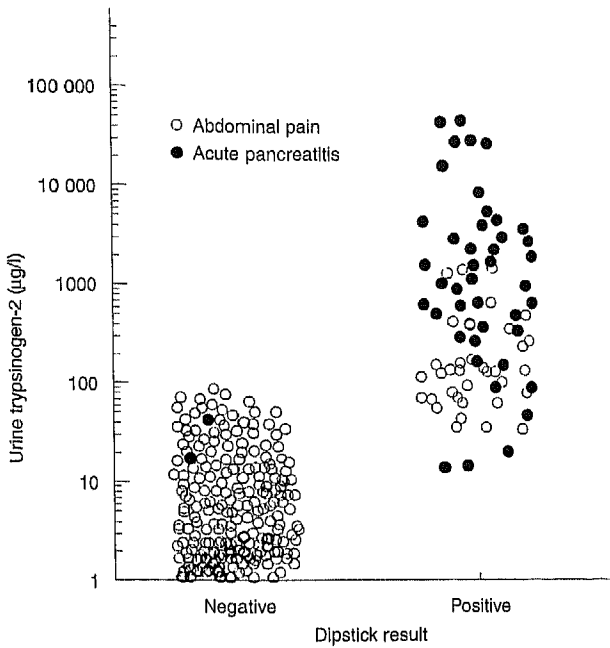 100 000
10 000
1000
100
10
1
Urine trypsinogen-2 (µg/l)
Abdominal pain
Acute pancreatitis
Negative
Positive
Dipstick result